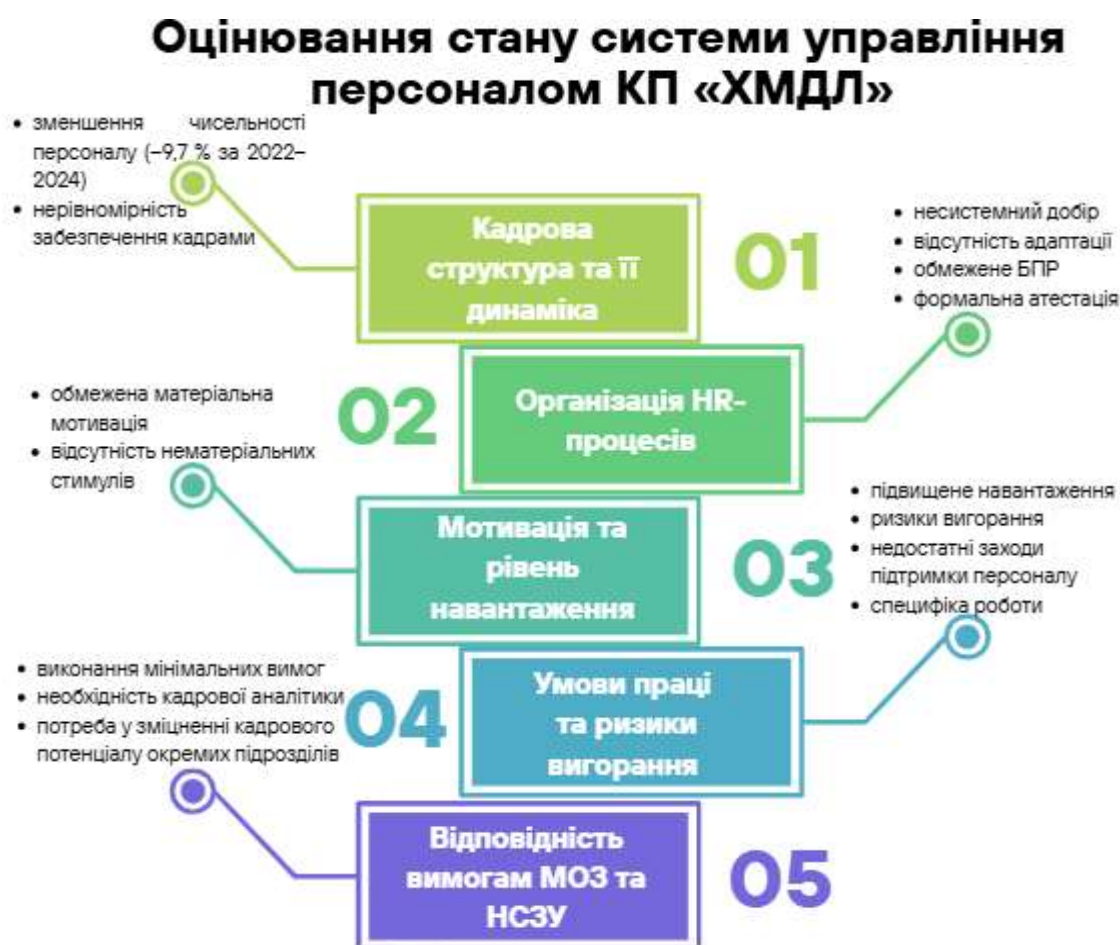 Оцінювання стану системи управління
персоналом КП «ХМДЛ»
• зменшення чисельності
персоналу (–9,7 % за 2022–
2024)
• нерівномірність
забезпечення кадрами
Кадрова
структура та її
динаміка
01
• несистемний добір
• відсутність адаптації
• обмежене БПР
• формальна атестація
02
Організація HR-
процесів
• обмежена матеріальна
мотивація
• відсутність нематеріальних
стимулів
Мотивація та
рівень
навантаження
03
• підвищене навантаження
• ризики вигорання
• недостатні заходи
підтримки персоналу
• специфіка роботи
04
Умови праці
та ризики
вигорання
• виконання мінімальних вимог
• необхідність кадрової аналітики
• потреба у зміцненні кадрового
потенціалу окремих підрозділів
Відповідність
вимогам МОЗ та
НСЗУ
05